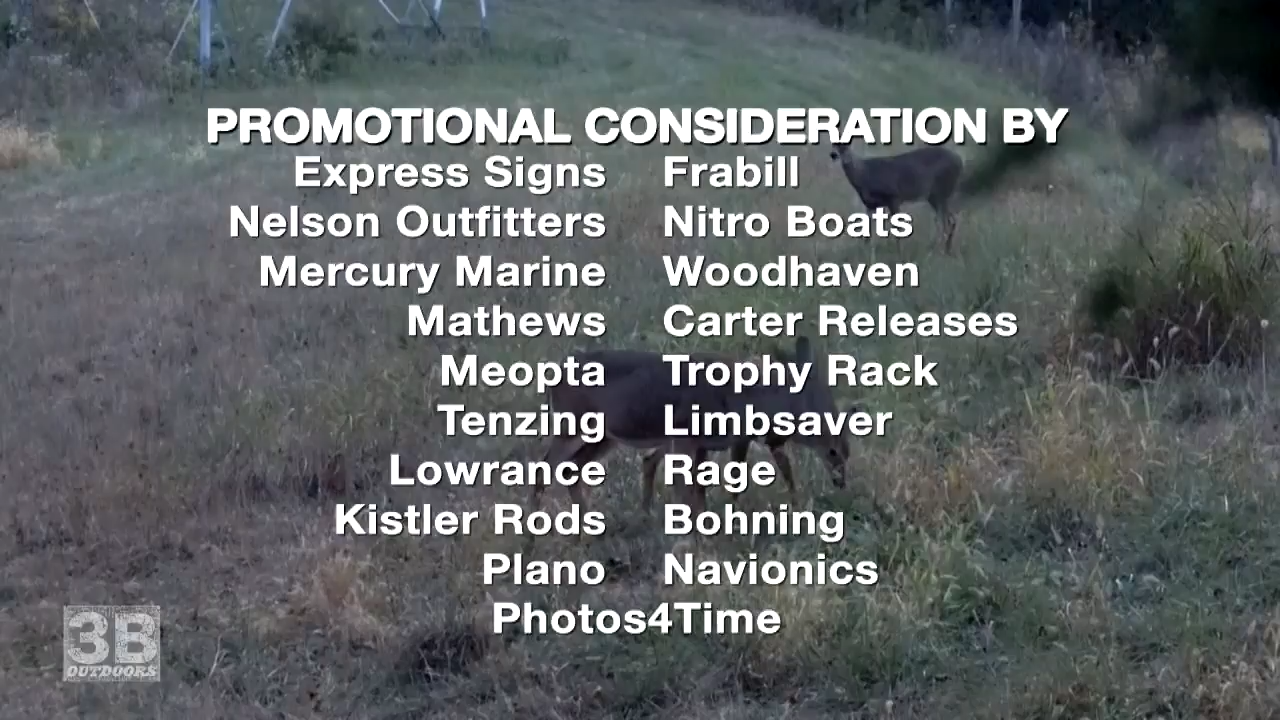 PROMOTIONAL CONSIDERATION BY
Express Signs Frabill
Nelson Outfitters Nitro Boats
Mercury Marine Woodhaven
Mathews Carter Releases
Meopta Trophy Rack
Tenzing Limbsaver
Lowrance Rage
Kistler Rods Bohning
Plano Navionics
Photos4Time
3B
OUTDOORS